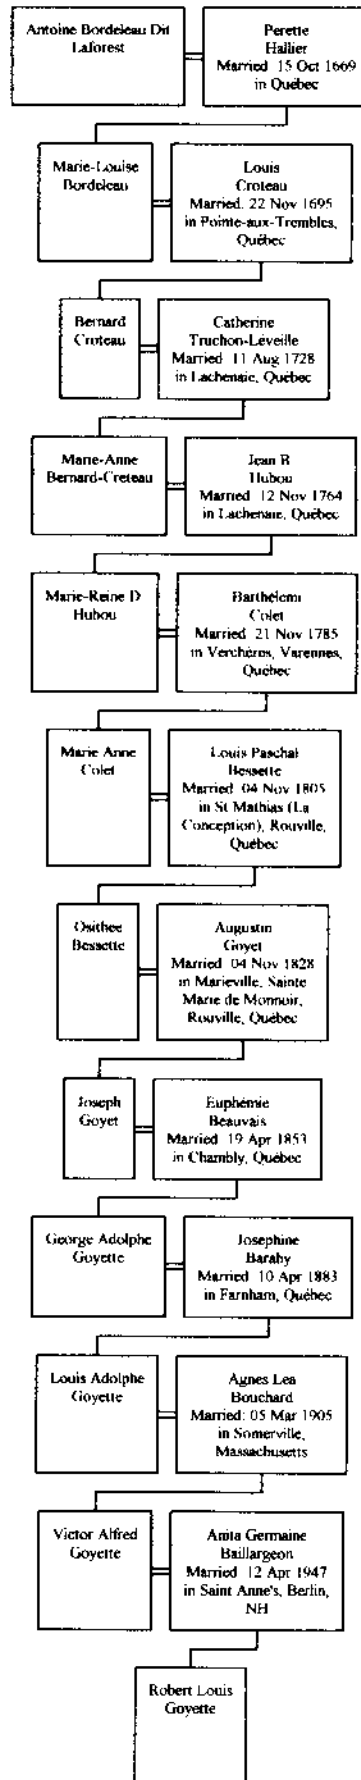 Antoine Bordeleau Dit
Laforest
Perette
Hallier
Married 15 Oct 1669
in Québec
Marie-Louise
Bordeleau
Louis
Croteau
Married: 22 Nov 1695
in Pointe-aux-Trembles,
Québec
Bernard
Croteau
Catherine
Truchon-Léveille
Married 11 Aug 1728
in Lachenaie, Québec
Marie-Anne
Bernard-Creteau
Jean B
Hubou
Married 12 Nov 1764
in Lachenaie, Québec
Marie-Reine D
Hubou
Barthelemi
Colet
Married 21 Nov 1785
in Verchères, Varennes,
Québec
Marie Anne
Colet
Louis Paschal
Bessette
Married: 04 Nov 1805
in St Mathias (La
Conception), Rouville,
Québec
Osithee
Bessette
Augustin
Goyet
Married 04 Nov 1828
in Marieville, Sainte
Marie de Monnoir,
Rouville, Québec
Joseph
Goyet
Euphémie
Beauvais
Married 19 Apr 1853
in Chambly, Québec
George Adolphe
Goyette
Josephine
Baraby
Married 10 Apr 1883
in Farnham, Québec
Louis Adolphe
Goyette
Agnes Lea
Bouchard
Married: 05 Mar 1905
in Somerville,
Massachusetts
Victor Alfred
Goyette
Anita Germaine
Baillargeon
Married 12 Apr 1947
in Saint Anne's, Berlin,
NH
Robert Louis
Goyette